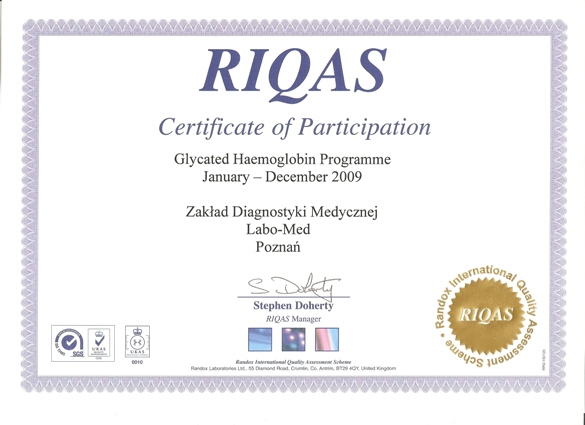 RIQAS
Certificate of Participation
Glycated Haemoglobin Programme
January – December 2009
Zakład Diagnostyki Medycznej
Labo-Med
Poznań
S. Doherty
Stephen Doherty
RIQAS Manager
SGS
UKAS
UKAS
0010
Randox International Quality Assessment Scheme
RIQAS
Randox International Quality Assessment Scheme
Randox Laboratories Ltd., 55 Diamond Road, Crumlin, Co. Antrim, BT29 4QY, United Kingdom